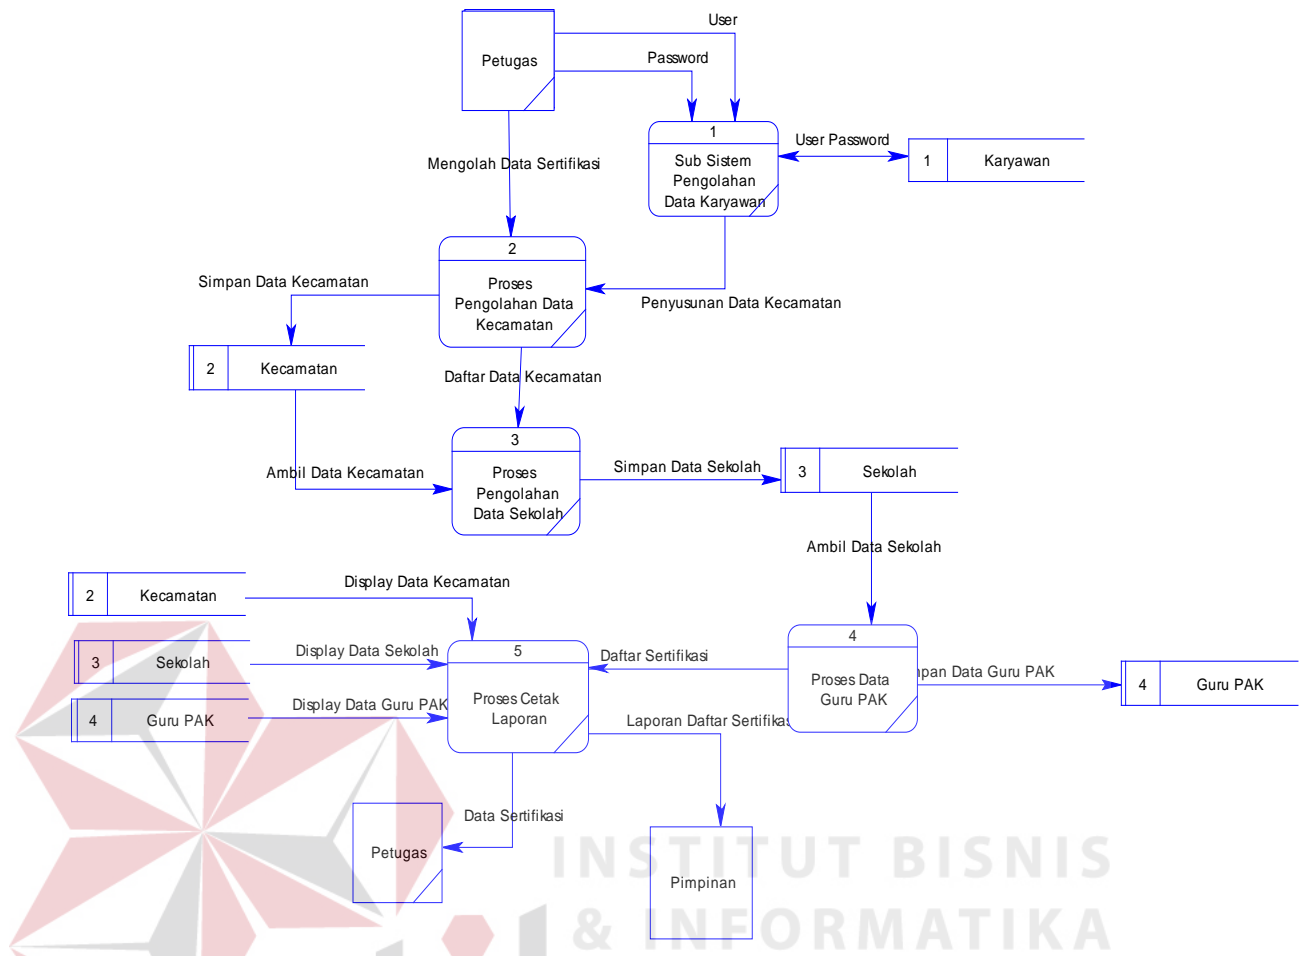 User
Petugas
Password
1
Sub Sistem
Pengolahan
Data Karyawan
User Password
1
Karyawan
Mengolah Data Sertifikasi
2
Proses
Pengolahan Data
Kecamatan
Simpan Data Kecamatan
Penyusunan Data Kecamatan
2
Kecamatan
Daftar Data Kecamatan
3
Proses
Pengolahan
Data Sekolah
Ambil Data Kecamatan
Simpan Data Sekolah
3
Sekolah
Ambil Data Sekolah
2
Kecamatan
Display Data Kecamatan
3
Sekolah
Display Data Sekolah
4
Guru PAK
Display Data Guru PAK
5
Proses Cetak
Laporan
Daftar Sertifikasi
4
Proses Data
Guru PAK
mpan Data Guru PAK
4
Guru PAK
Laporan Daftar Sertifikas
Data Sertifikasi
Petugas
Pimpinan
INSTITUT BISNIS
& INFORMATIKA